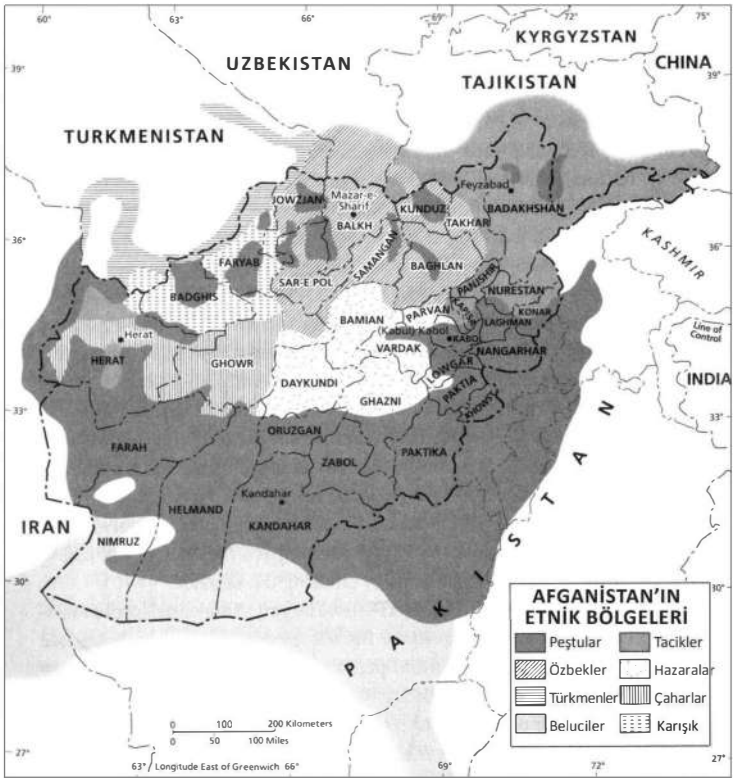 60° 63° 66° 69° 72° 75°
KYRGYZSTAN
UZBEKISTAN
CHINA
39° 39°
TAJIKISTAN
TURKMENISTAN
Feyzabad
JOWZJAN
Mazar-e-
Sharif
KUNDUZ
BADAKHSHAN
BALKH
TAKHAR
36° 36°
KASHMIR
FARYAB
SAMANGAN
BAGHLAN
SAR-E POL
PANJSHIR
NURESTAN
BADGHIS
BAMIAN
PARVAN
KAPISA
KONAR
LAGHMAN
(Kabul) Kabol
KABO
Line of
Control
Herat
HERAT
GHOWR
VARDAK
NANGARHAR
LOWGAR
INDIA
DAYKUNDI
PAKTIA
GHAZNI
KHOWST
33° 33°
ORUZGAN
FARAH
ZABOL
PAKTIKA
Kandahar
HELMAND
KANDAHAR
IRAN
NIMRUZ
PAKISTAN
30° 30°
AFGANİSTAN'IN
ETNİK BÖLGELERİ
Peştular Tacikler
Özbekler Hazaralar
Türkmenler Çaharlar
Beluciler Karışık
0 100 200 Kilometers
0 50 100 Miles
27° 27°
63° / Longitude East of Greenwich 66° 69° 72°